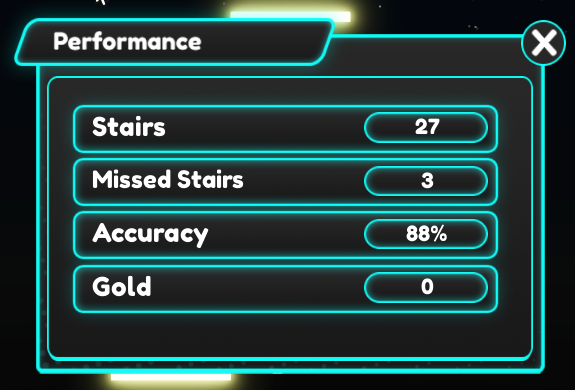 Performance
Stairs 27
Missed Stairs 3
Accuracy 88%
Gold 0